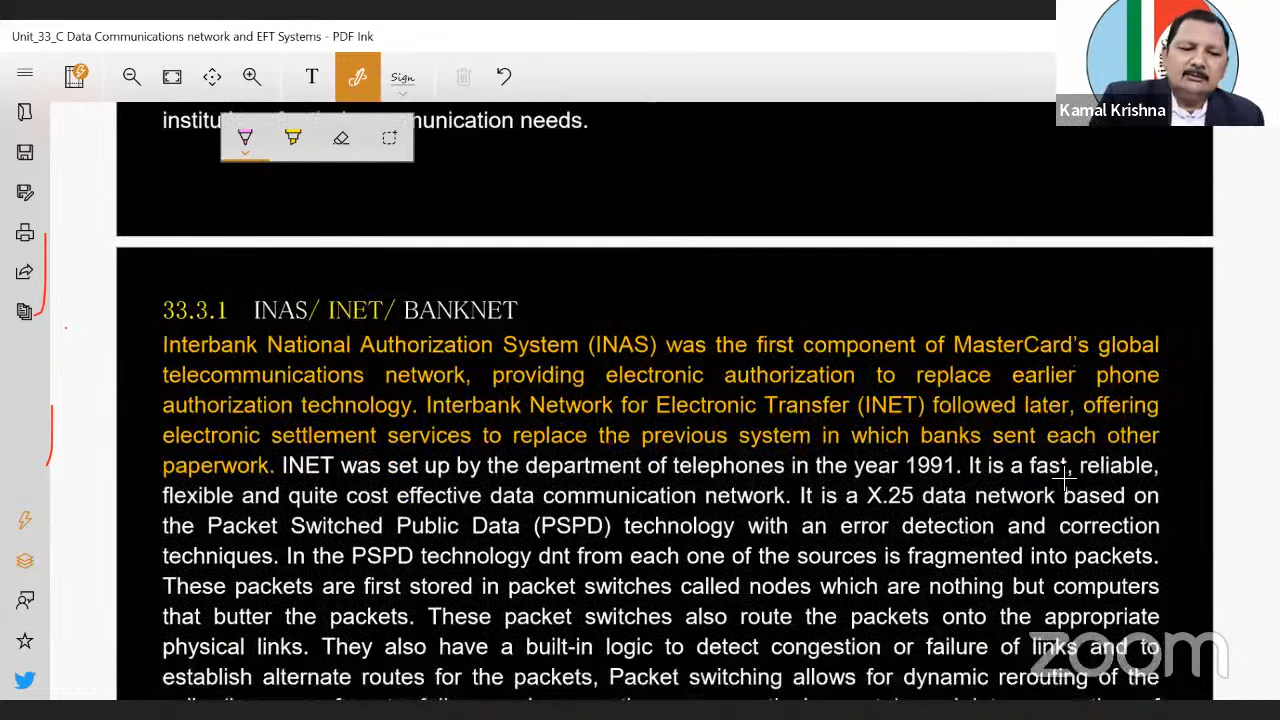 Unit_33_C Data Communications network and EFT Systems - PDF Ink
T
Sign
Kamal Krishna
munication needs.
33.3.1 INAS/ INET/ BANKNET
Interbank National Authorization System (INAS) was the first component of MasterCard's global
telecommunications network, providing electronic authorization to replace earlier phone
authorization technology. Interbank Network for Electronic Transfer (INET) followed later, offering
electronic settlement services to replace the previous system in which banks sent each other
paperwork. INET was set up by the department of telephones in the year 1991. It is a fast, reliable,
flexible and quite cost effective data communication network. It is a X.25 data network based on
the Packet Switched Public Data (PSPD) technology with an error detection and correction
techniques. In the PSPD technology dnt from each one of the sources is fragmented into packets.
These packets are first stored in packet switches called nodes which are nothing but computers
that butter the packets. These packet switches also route the packets onto the appropriate
physical links. They also have a built-in logic to detect congestion or failure of links and to
establish alternate routes for the packets, Packet switching allows for dynamic rerouting of the
zoom